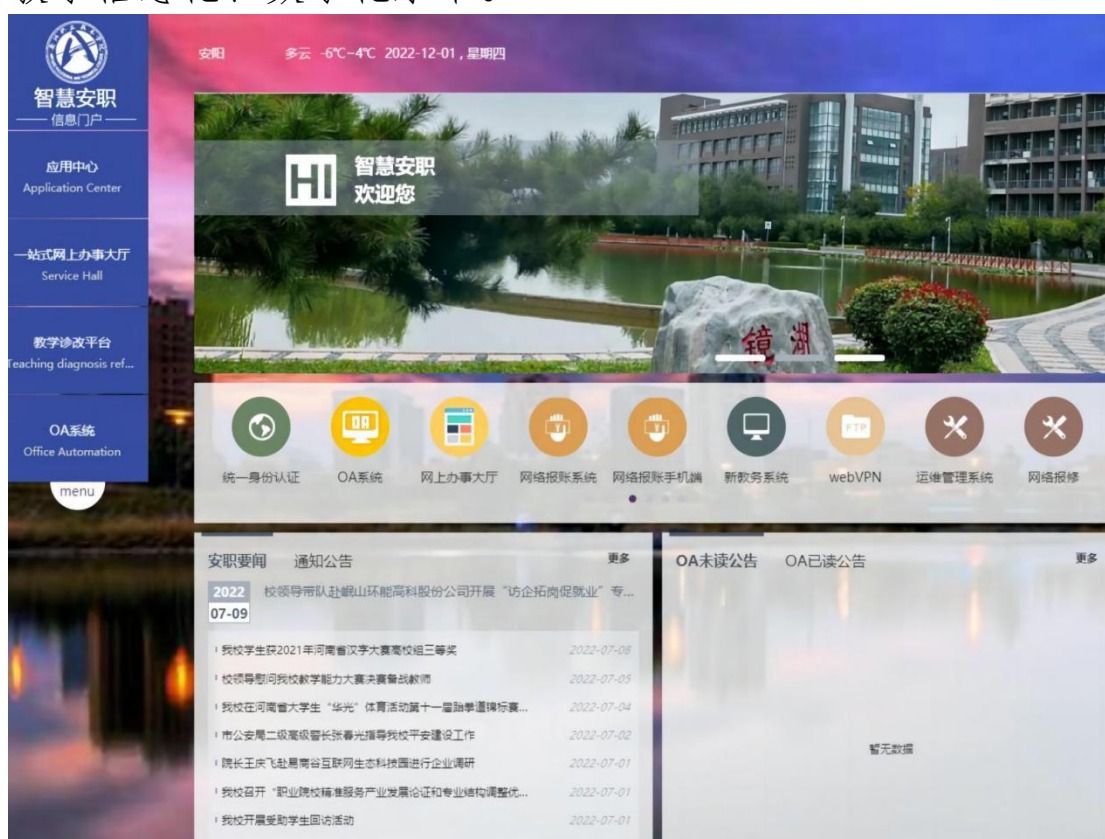 安阳 多云 -6℃~4℃ 2022-12-01，星期四
智慧安职
信息门户
应用中心
Application Center
一站式网上办事大厅
Service Hall
教学诊改平台
Teaching diagnosis ref...
OA系统
Office Automation
menu
HI 智慧安职
欢迎您
镜湖
统一身份认证
OA系统
网上办事大厅
网络报账系统
网络报账手机端
新教务系统
FTP
webVPN
运维管理系统
网络报修
安职要闻 通知公告 更多
2022 校领导带队赴岷山环能高科股份公司开展“访企拓岗促就业”专...
07-09
我校学生获2021年河南省汉字大赛高校组三等奖 2022-07-08
校领导慰问我校教学能力大赛决赛备战教师 2022-07-05
我校在河南省大学生“华光”体育活动第十一届跆拳道锦标赛... 2022-07-04
市公安局二级高级警长张春光指导我校平安建设工作 2022-07-02
院长王庆飞赴易商谷互联网生态科技园进行企业调研 2022-07-01
我校召开“职业院校精准服务产业发展论证和专业结构调整优... 2022-07-01
我校开展受助学生回访活动 2022-07-01
OA未读公告 OA已读公告 更多
暂无数据